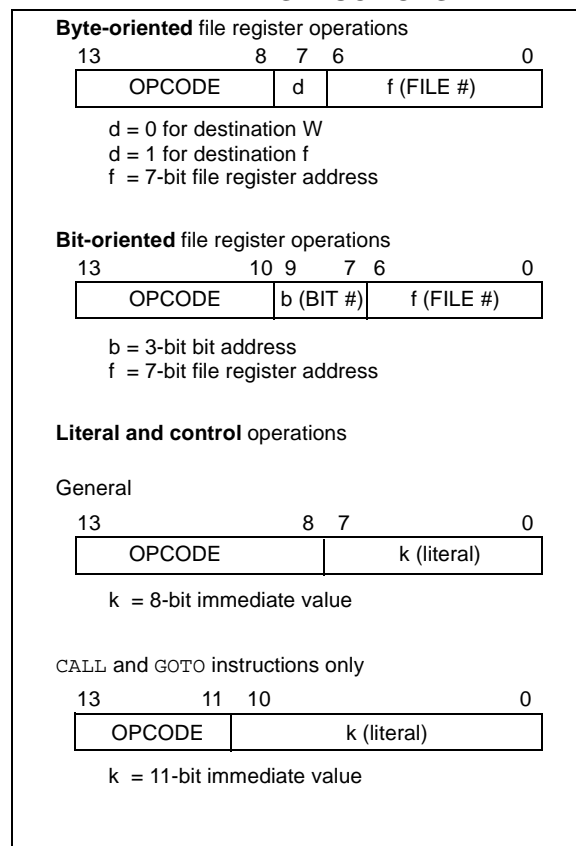 Byte-oriented file register operations
13 8 7 6 0
OPCODE d f (FILE #)
d = 0 for destination W
d = 1 for destination f
f = 7-bit file register address
Bit-oriented file register operations
13 10 9 7 6 0
OPCODE b (BIT #) f (FILE #)
b = 3-bit bit address
f = 7-bit file register address
Literal and control operations
General
13 8 7 0
OPCODE k (literal)
k = 8-bit immediate value
CALL and GOTO instructions only
13 11 10 0
OPCODE k (literal)
k = 11-bit immediate value